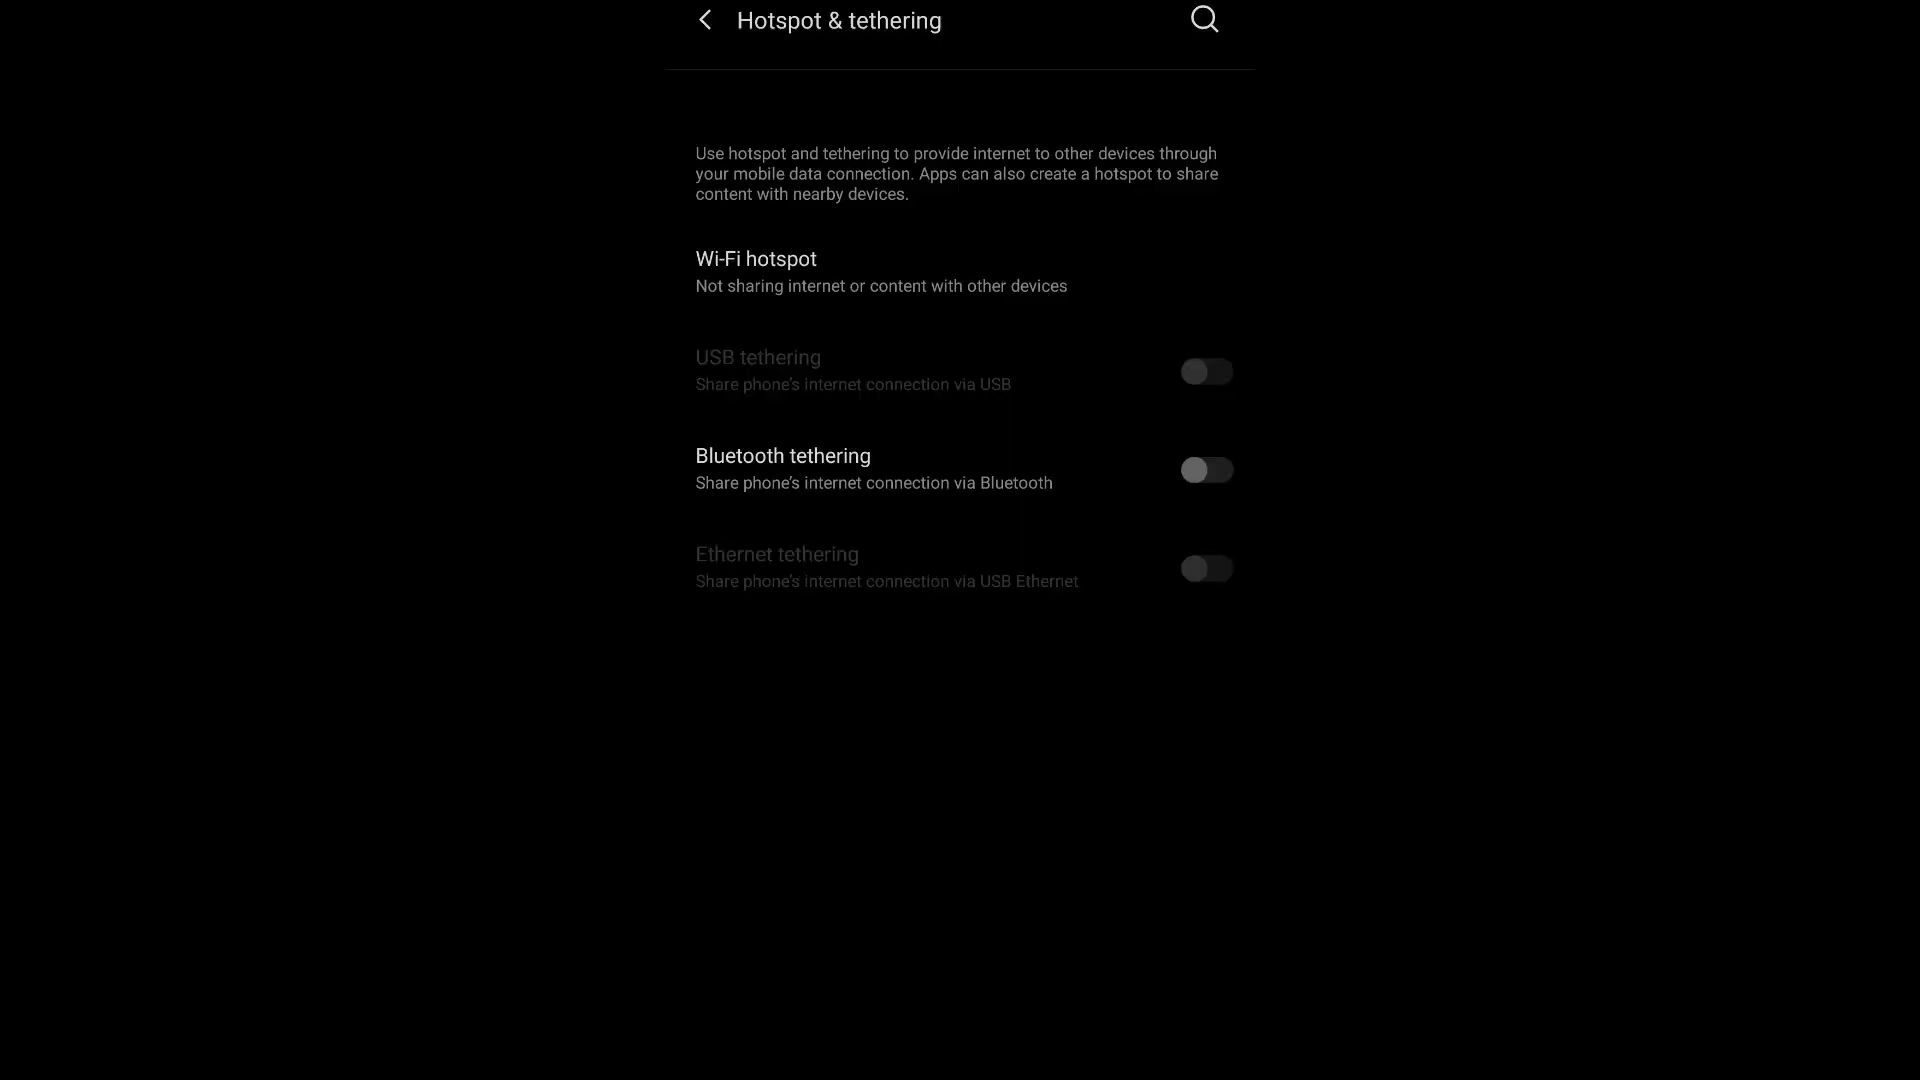 Hotspot & tethering
Use hotspot and tethering to provide internet to other devices through
your mobile data connection. Apps can also create a hotspot to share
content with nearby devices.
Wi-Fi hotspot
Not sharing internet or content with other devices
USB tethering
Share phone’s internet connection via USB
Bluetooth tethering
Share phone’s internet connection via Bluetooth
Ethernet tethering
Share phone’s internet connection via USB Ethernet